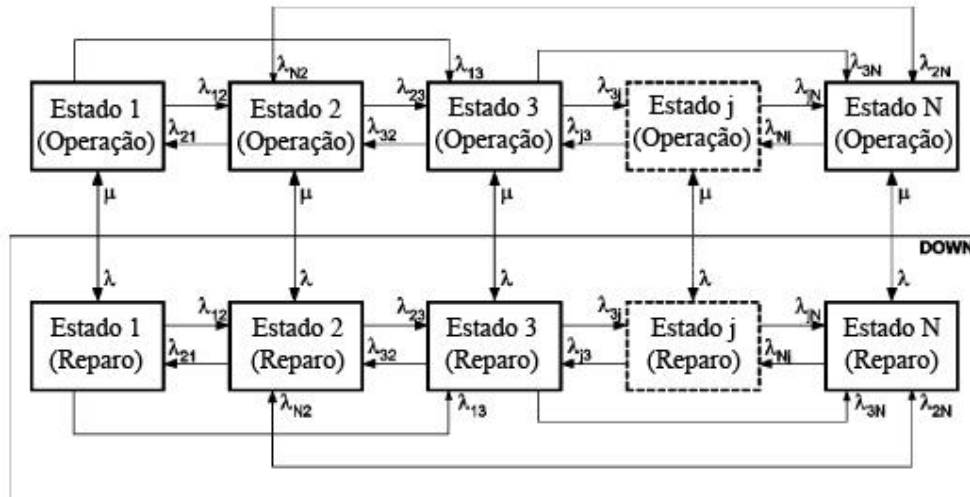 λN2 λ13 λ3N λ2N
Estado 1 (Operação) λ12 λ21 Estado 2 (Operação) λ23 λ32 Estado 3 (Operação) λ3j λj3 Estado j (Operação) λjN λNj Estado N (Operação)
μ μ μ μ μ
DOWN
λ λ λ λ λ
Estado 1 (Reparo) λ12 λ21 Estado 2 (Reparo) λ23 λ32 Estado 3 (Reparo) λ3j λj3 Estado j (Reparo) λjN λNj Estado N (Reparo)
λN2 λ13 λ3N λ2N